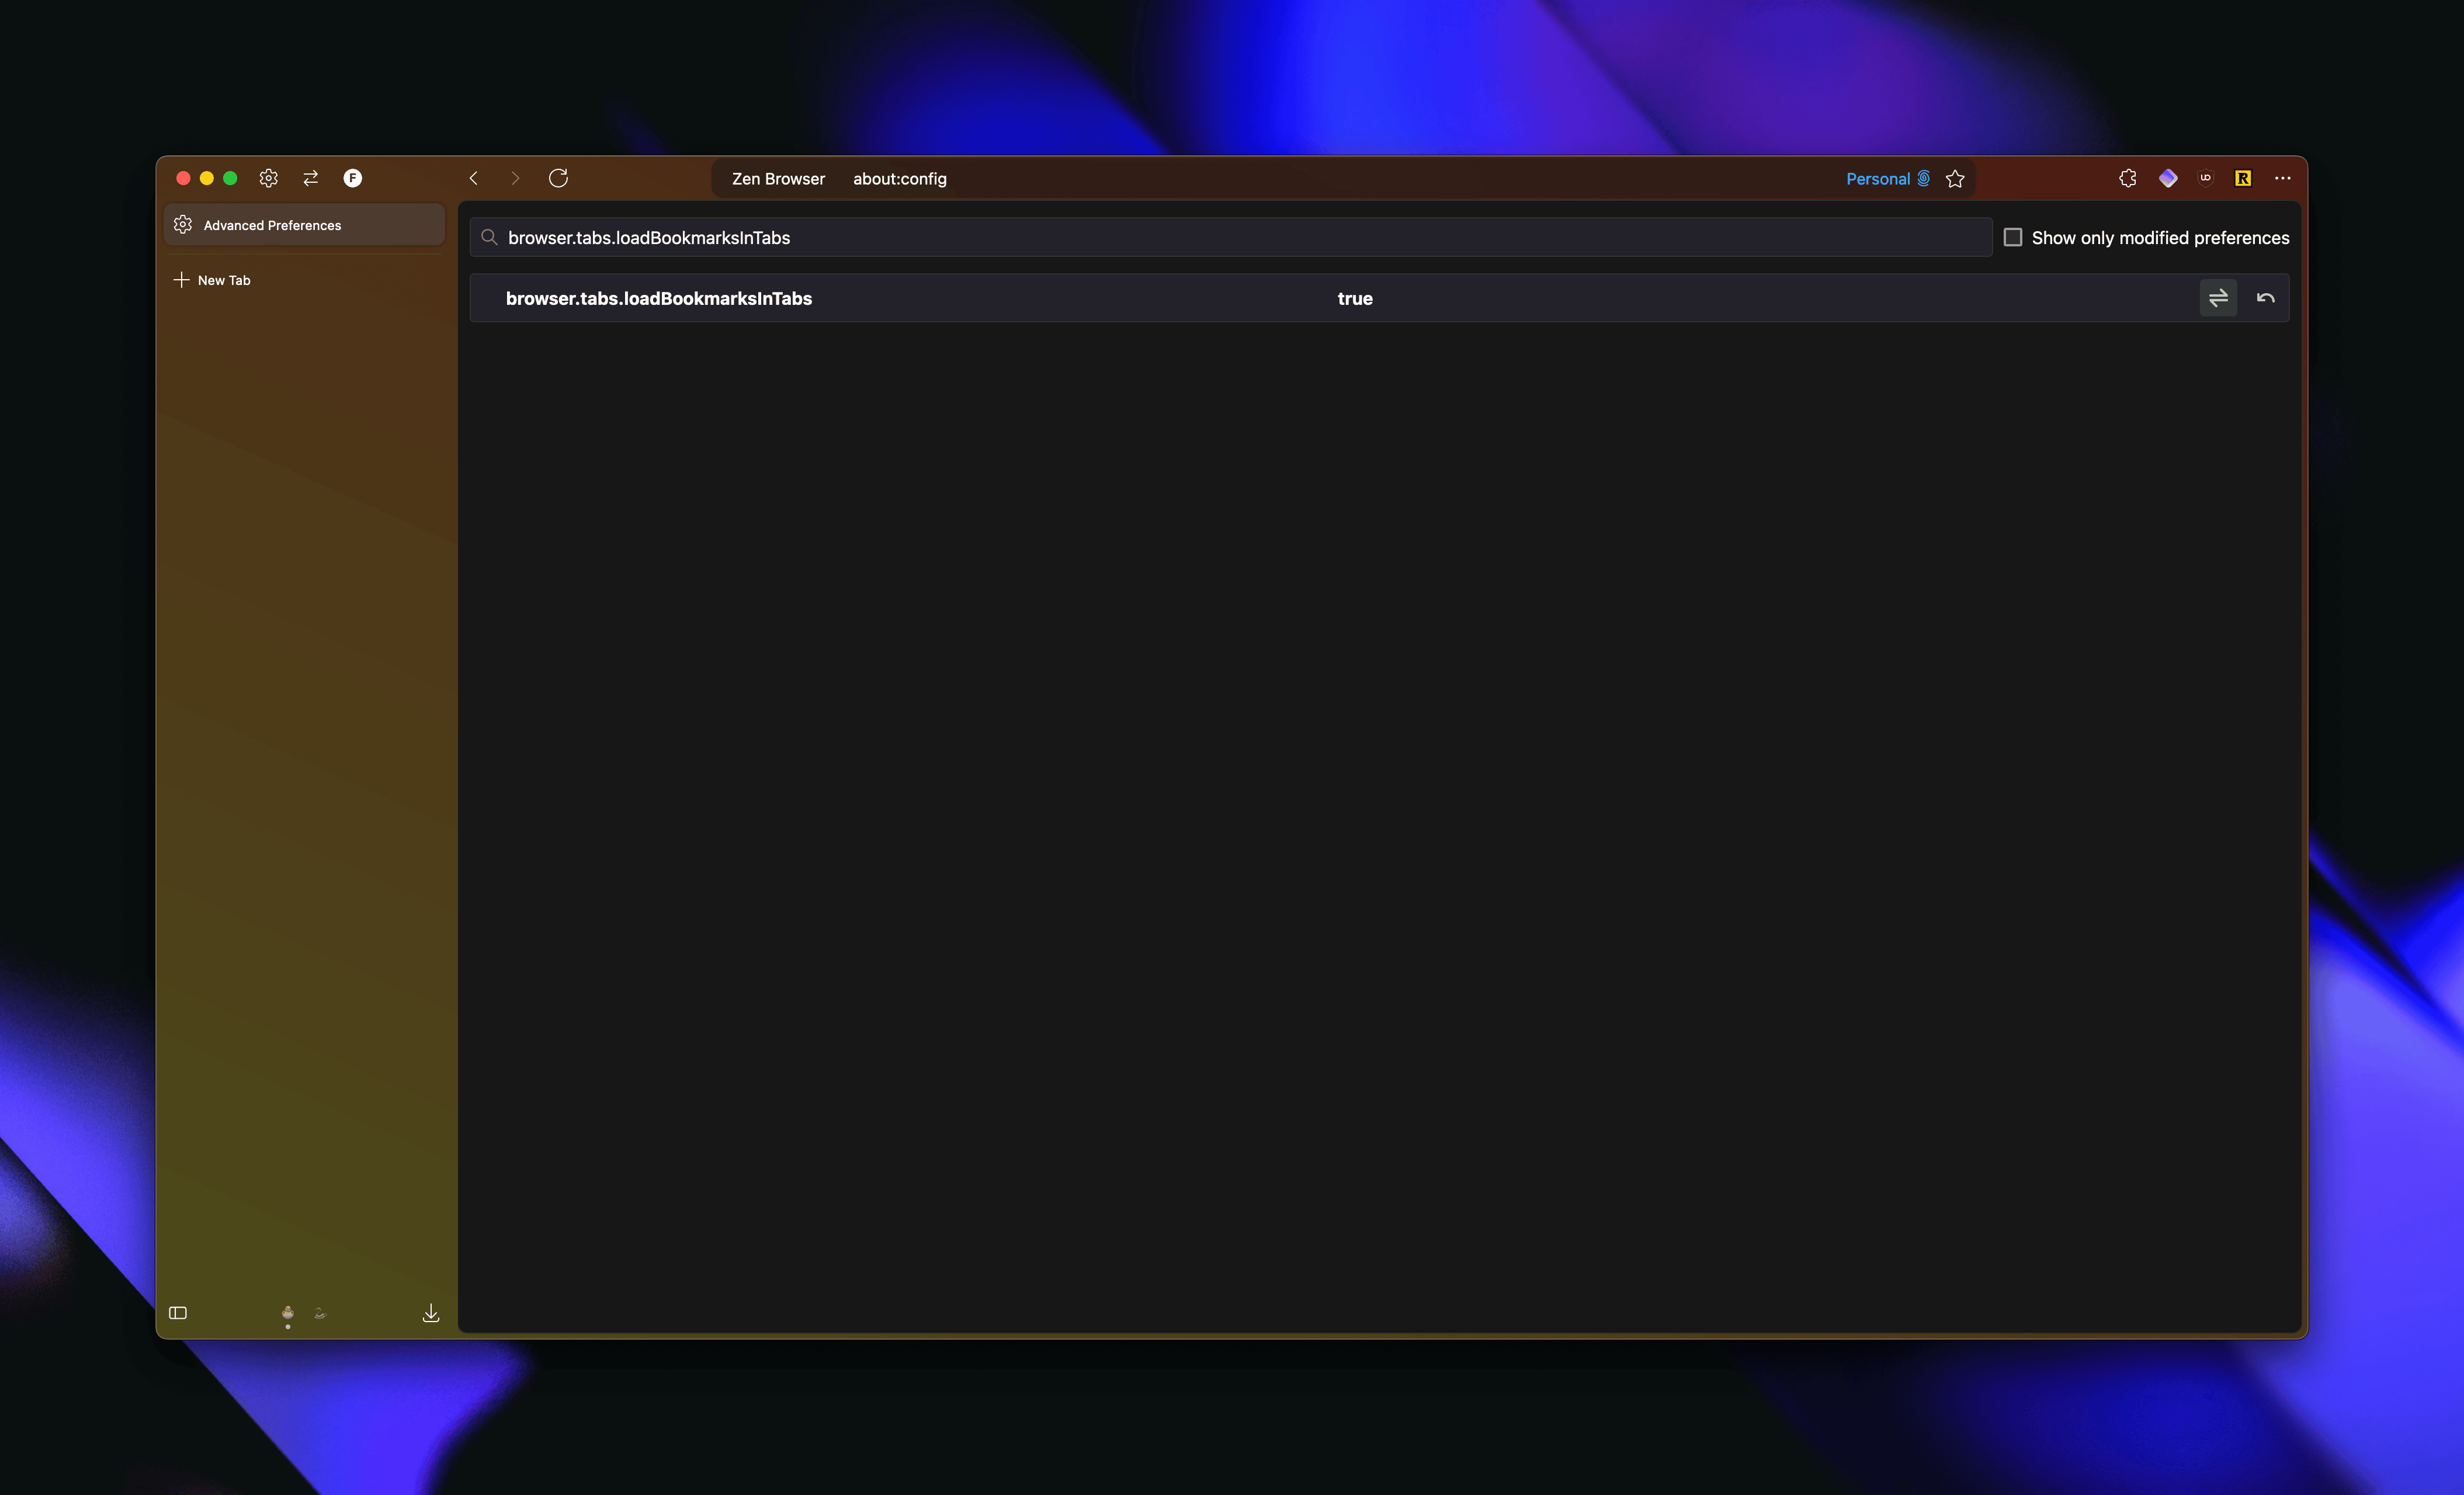 F
Zen Browser about:config Personal
UD
R
Advanced Preferences
browser.tabs.loadBookmarksInTabs
Show only modified preferences
New Tab
browser.tabs.loadBookmarksInTabs true